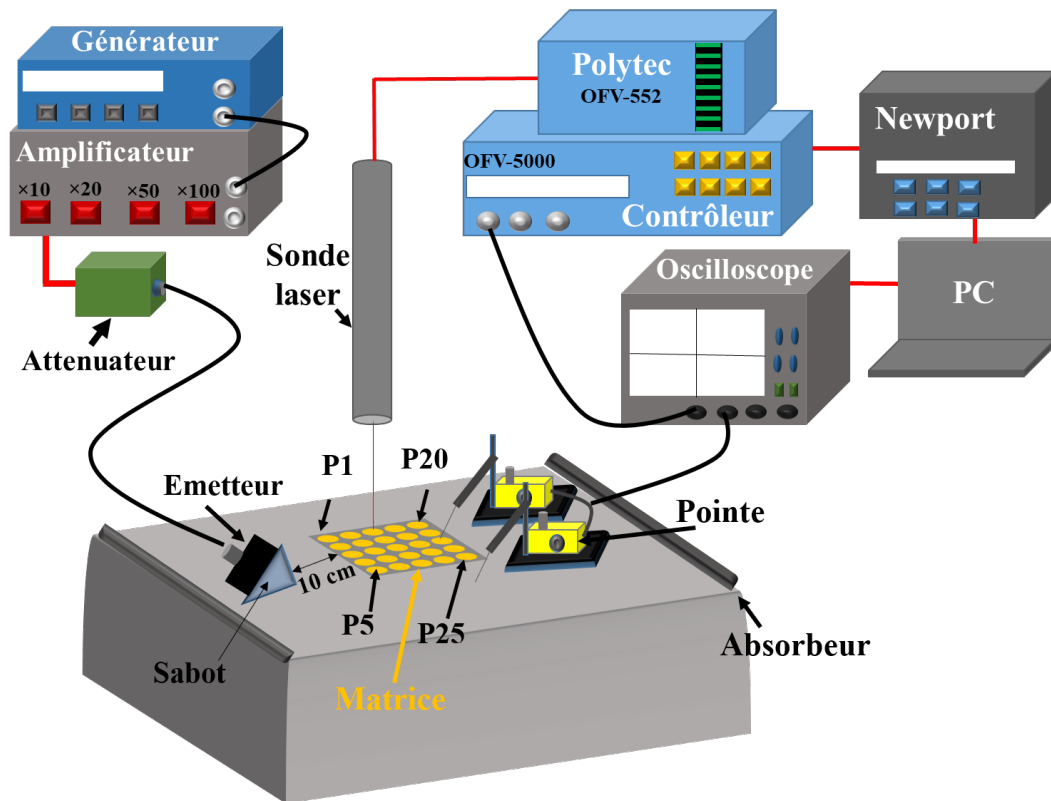 Générateur
Amplificateur
×10
×20
×50
×100
Attenuateur
Sonde
laser
Polytec
OFV-552
OFV-5000
Contrôleur
Newport
Oscilloscope
PC
P1
P20
Emetteur
Pointe
10 cm
P5
P25
Sabot
Matrice
Absorbeur